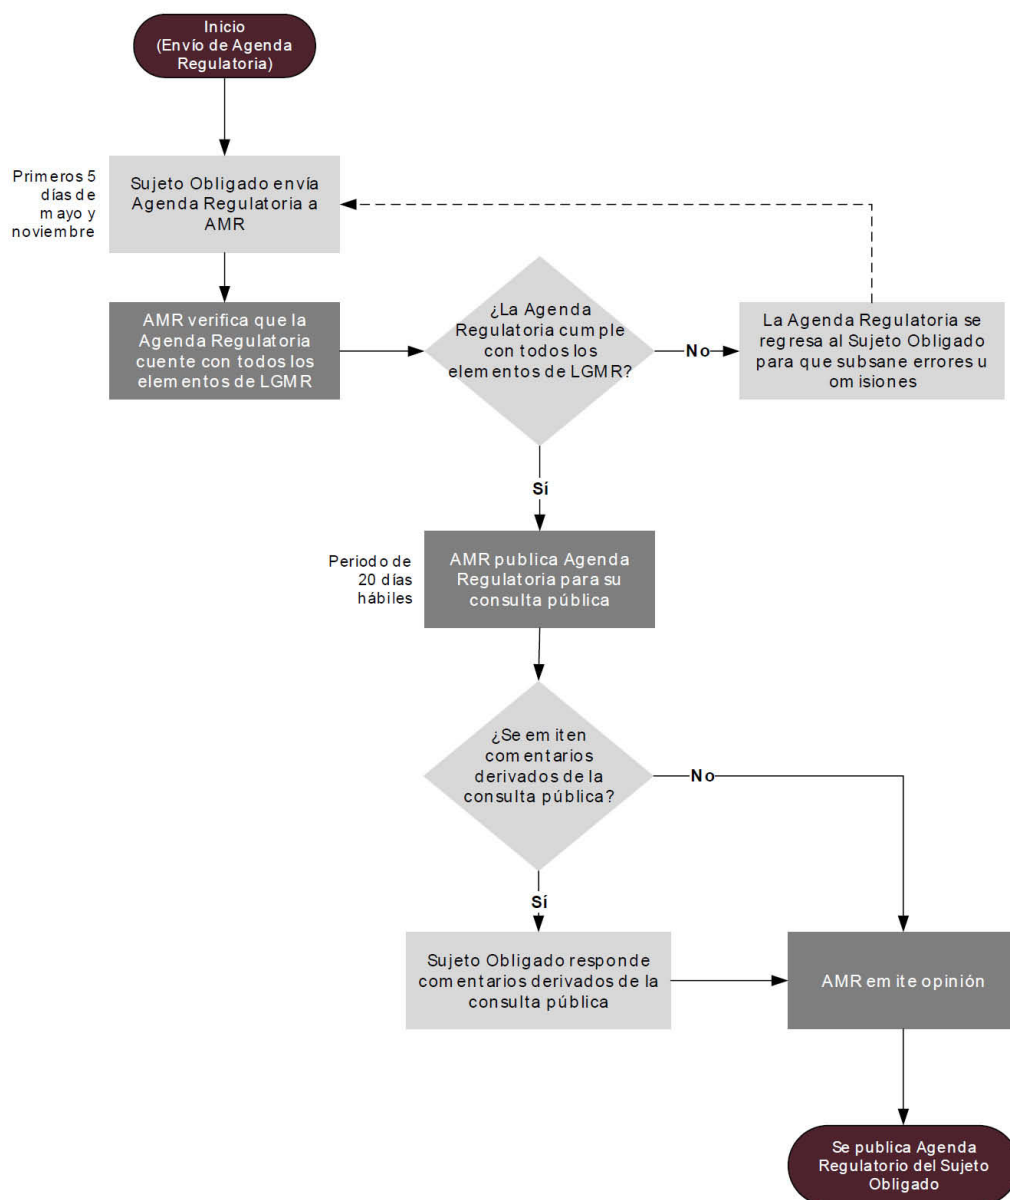 Inicio
(Envío de Agenda
Regulatoria)
Primeros 5
días de
mayo y
noviembre
Sujeto Obligado envía
Agenda Regulatoria a
AMR
AMR verifica que la
Agenda Regulatoria
cuente con todos los
elementos de LGMR
¿La Agenda
Regulatoria cumple
con todos los
elementos de LGMR?
No
La Agenda Regulatoria se
regresa al Sujeto Obligado
para que subsane errores u
omisiones
Sí
Periodo de
20 días
hábiles
AMR publica Agenda
Regulatoria para su
consulta pública
¿Se emiten
comentarios
derivados de la
consulta pública?
No
Sí
Sujeto Obligado responde
comentarios derivados de la
consulta pública
AMR emite opinión
Se publica Agenda
Regulatorio del Sujeto
Obligado